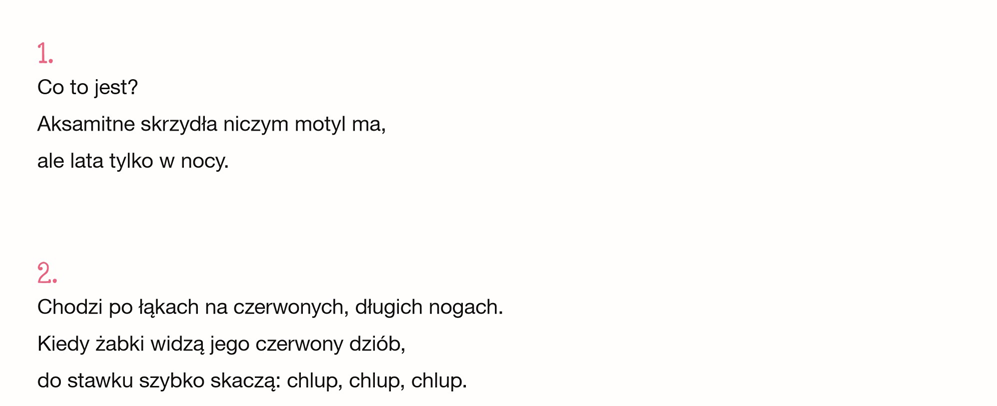 1.
Co to jest?
Aksamitne skrzydła niczym motyl ma,
ale lata tylko w nocy.
2.
Chodzi po łąkach na czerwonych, długich nogach.
Kiedy żabki widzą jego czerwony dziób,
do stawku szybko skaczą: chlup, chlup, chlup.